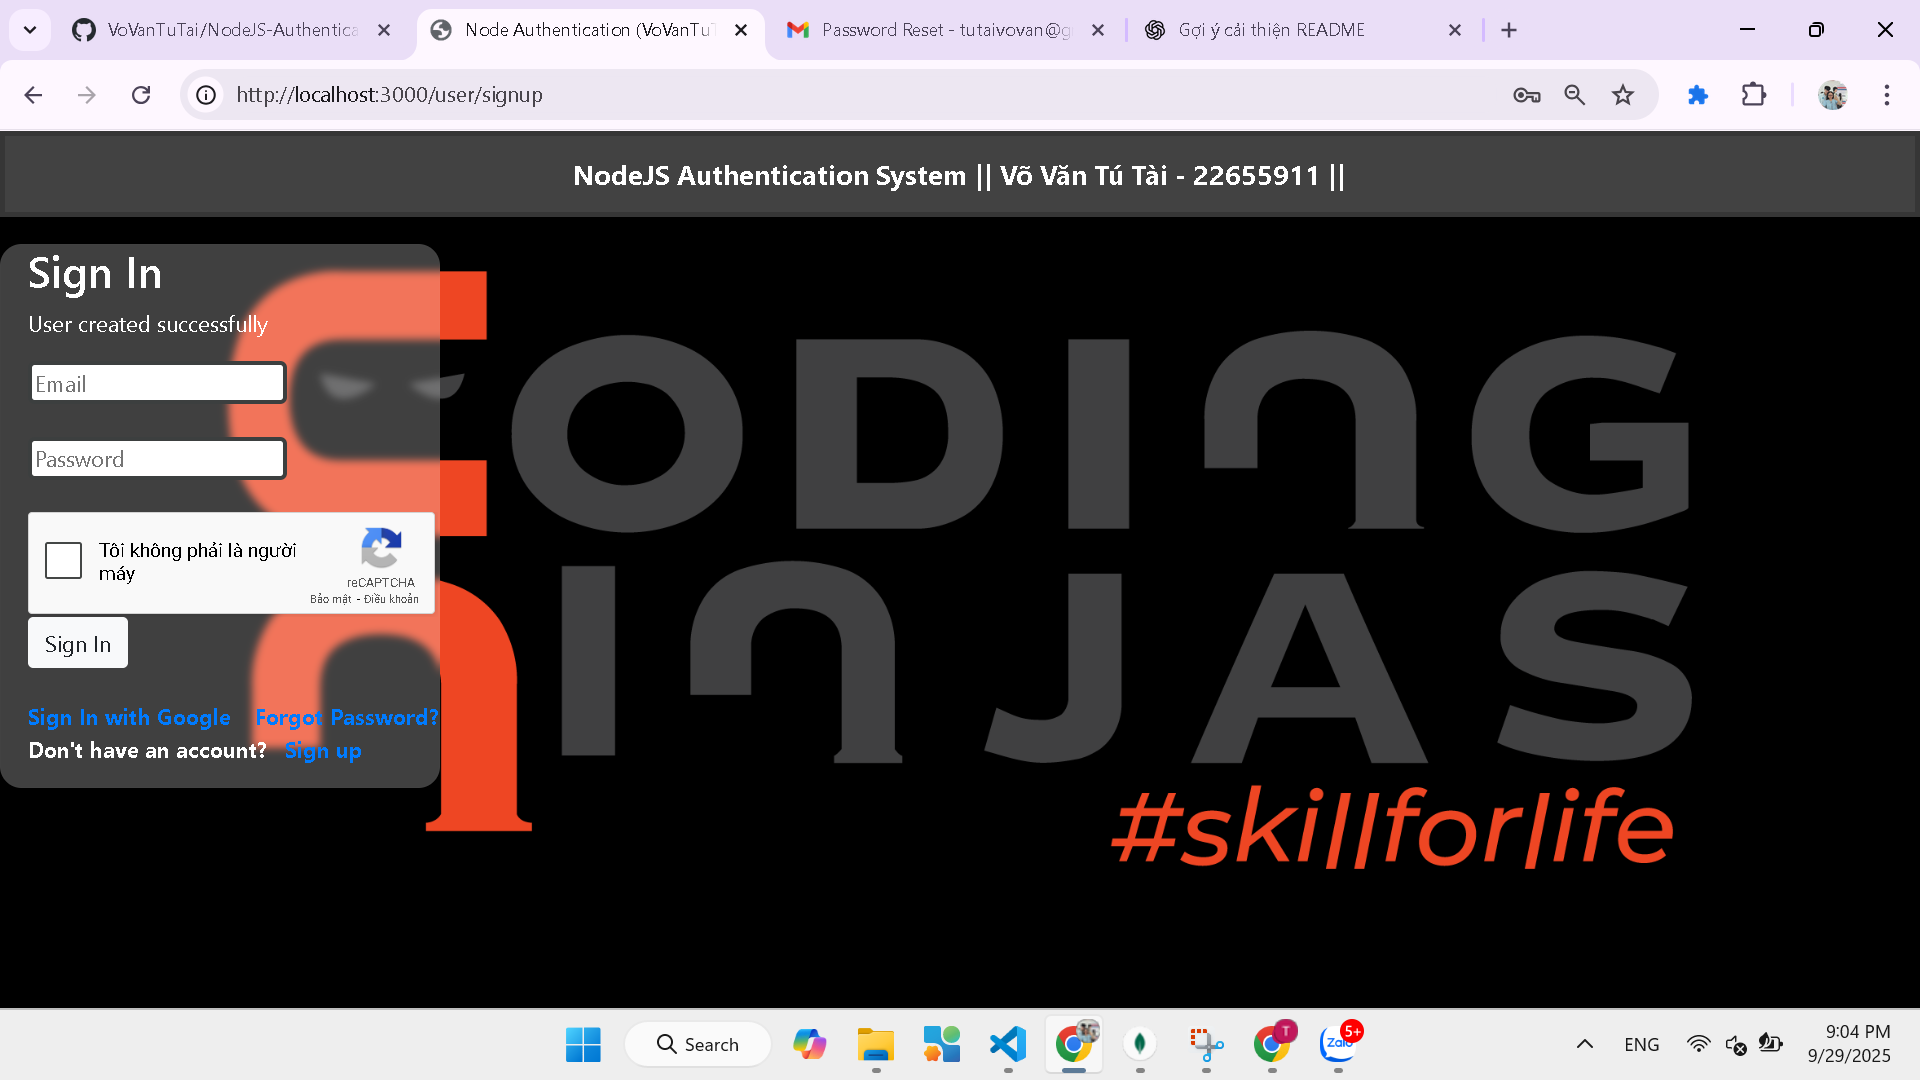 VoVanTuTai/NodeJS-Authentica
Node Authentication (VoVanTuT
Password Reset - tutaivovan@g
Gợi ý cải thiện README
http://localhost:3000/user/signup
NodeJS Authentication System || Võ Văn Tú Tài - 22655911 ||
Sign In
User created successfully
Email
Password
Tôi không phải là người
máy
reCAPTCHA
Bảo mật - Điều khoản
Sign In
Sign In with Google Forgot Password?
Don't have an account? Sign up
CODING
NINJAS
#skillforlife
Search
T
Zalo
5+
ENG
9:04 PM
9/29/2025